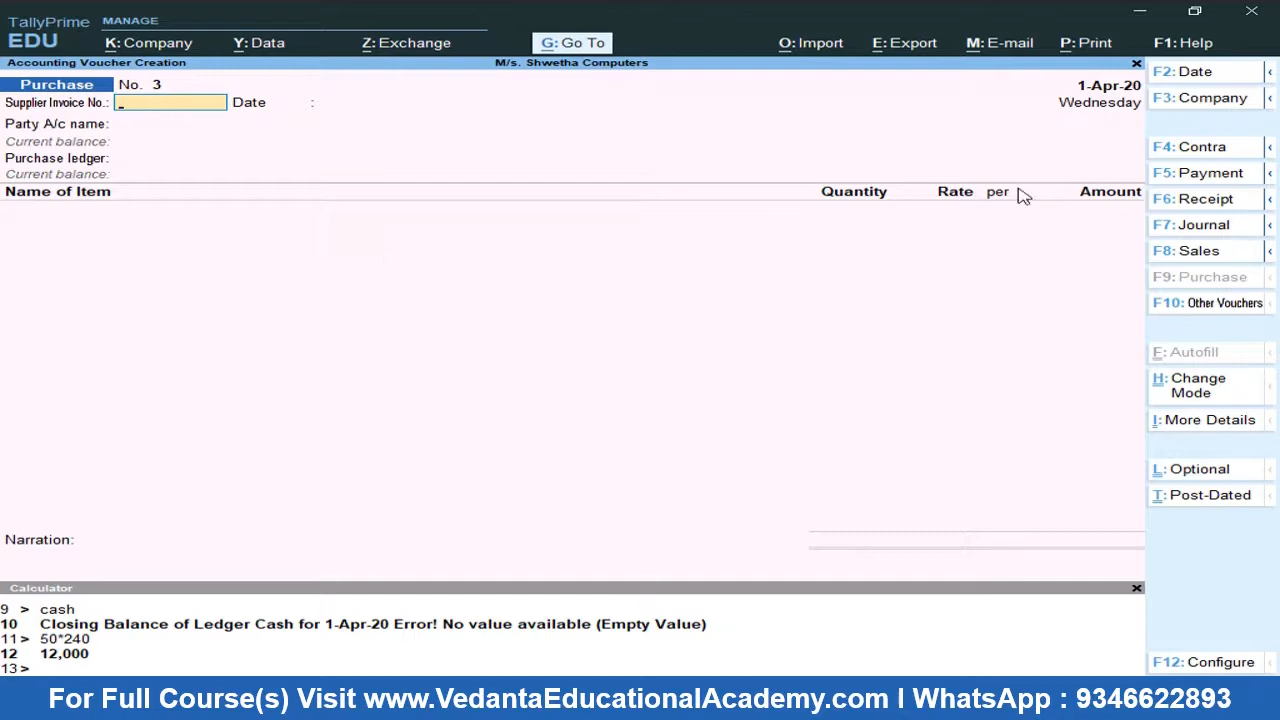 TallyPrime
EDU
MANAGE
K: Company
Y: Data
Z: Exchange
G: Go To
O: Import
E: Export
M: E-mail
P: Print
F1: Help
Accounting Voucher Creation
M/s. Shwetha Computers
Purchase No. 3
1-Apr-20
Supplier Invoice No.:
Date :
Wednesday
Party A/c name:
Current balance:
Purchase ledger:
Current balance:
Name of Item Quantity Rate per Amount
Narration:
F2: Date
F3: Company
F4: Contra
F5: Payment
F6: Receipt
F7: Journal
F8: Sales
F9: Purchase
F10: Other Vouchers
F: Autofill
H: Change
Mode
I: More Details
L: Optional
T: Post-Dated
F12: Configure
Calculator
9 > cash
10 Closing Balance of Ledger Cash for 1-Apr-20 Error! No value available (Empty Value)
11> 50*240
12 12,000
13>
For Full Course(s) Visit www.VedantaEducationalAcademy.com I WhatsApp : 9346622893